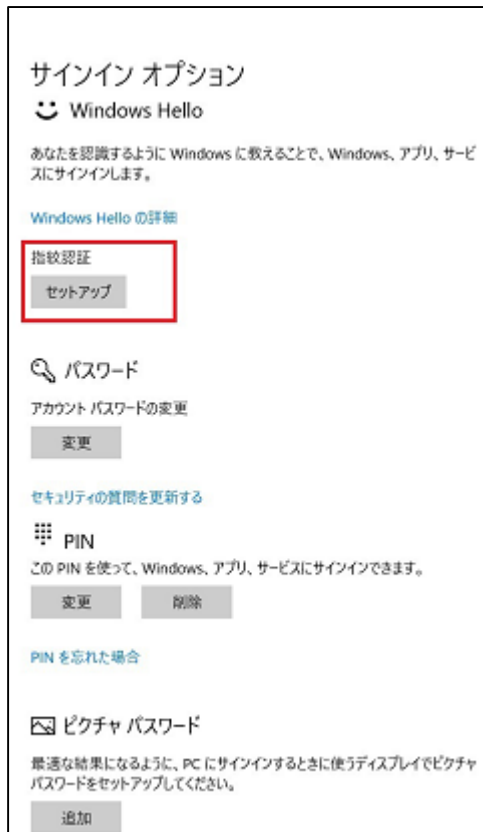 サインイン オプション
Windows Hello
あなたを認識するように Windows に教えることで、Windows、アプリ、サービ
スにサインインします。
Windows Hello の詳細
指紋認証
セットアップ
パスワード
アカウント パスワードの変更
変更
セキュリティの質問を更新する
PIN
この PIN を使って、Windows、アプリ、サービスにサインインできます。
変更 削除
PIN を忘れた場合
ピクチャ パスワード
最適な結果になるように、PC にサインインするときに使うディスプレイでピクチャ
パスワードをセットアップしてください。
追加